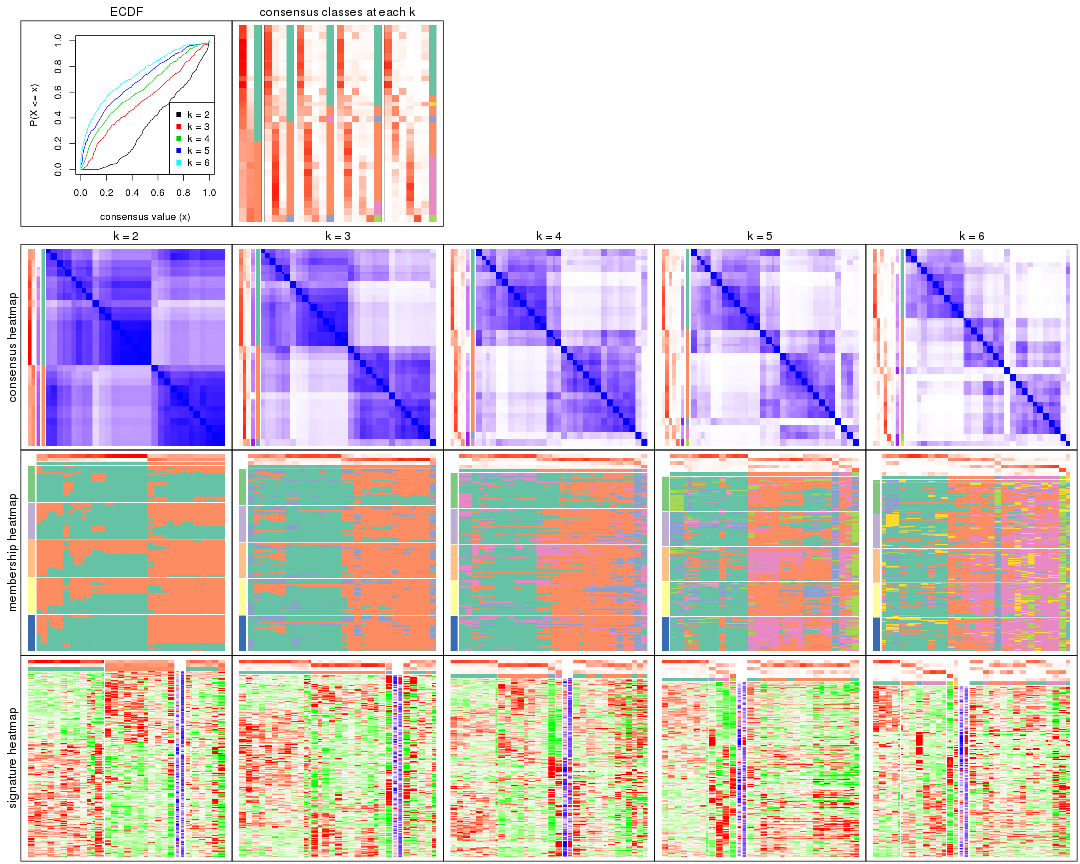 ECDF
consensus classes at each k
P(X <= x)
0.0 0.2 0.4 0.6 0.8 1.0
k = 2
k = 3
k = 4
k = 5
k = 6
0.0 0.2 0.4 0.6 0.8 1.0
consensus value (x)
k = 2 k = 3 k = 4 k = 5 k = 6
consensus heatmap
membership heatmap
signature heatmap